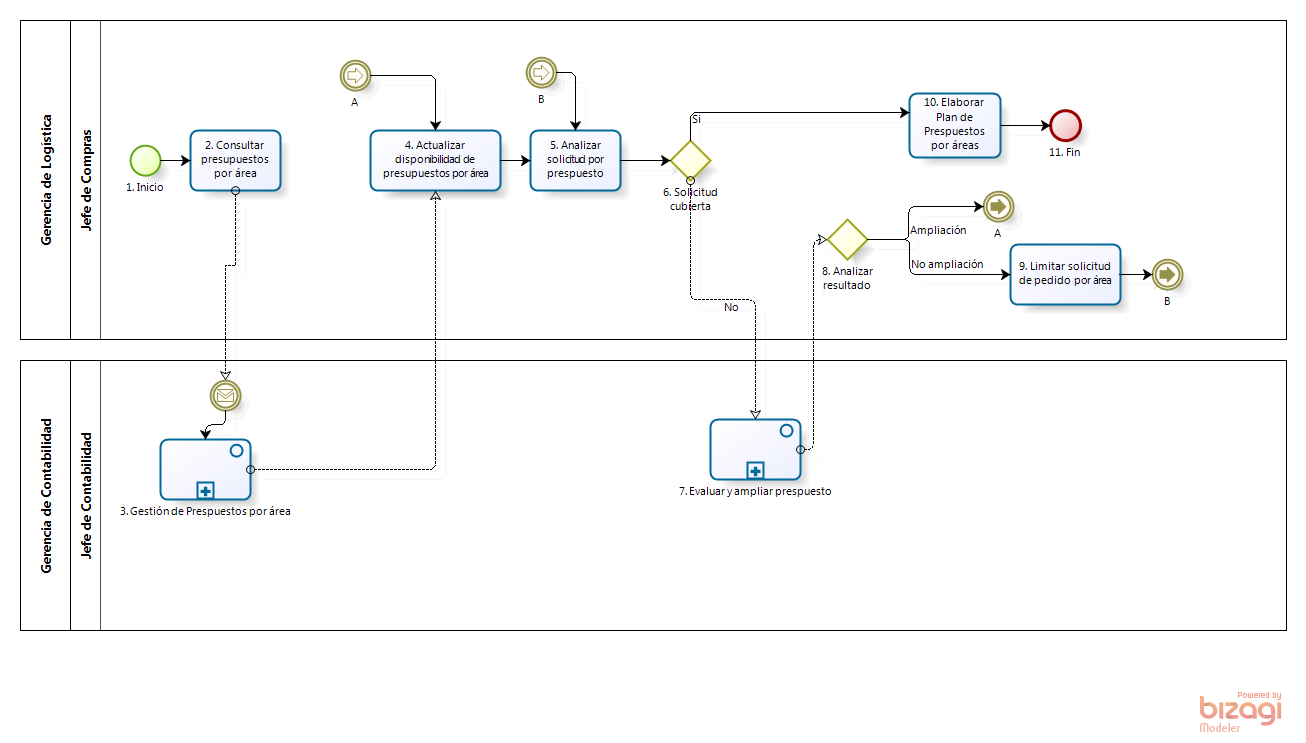 Gerencia de Logística
Jefe de Compras
1. Inicio
2. Consultar
presupuestos
por área
A
4. Actualizar
disponibilidad de
presupuestos por área
B
5. Analizar
solicitud por
prespuesto
6. Solicitud
cubierta
Si
No
10. Elaborar
Plan de
Prespuestos
por áreas
11. Fin
8. Analizar
resultado
Ampliación
A
No ampliación
9. Limitar solicitud
de pedido por área
B
Gerencia de Contabilidad
Jefe de Contabilidad
3. Gestión de Prespuestos por área
7. Evaluar y ampliar prespuesto
Powered by
bizagi
Modeler